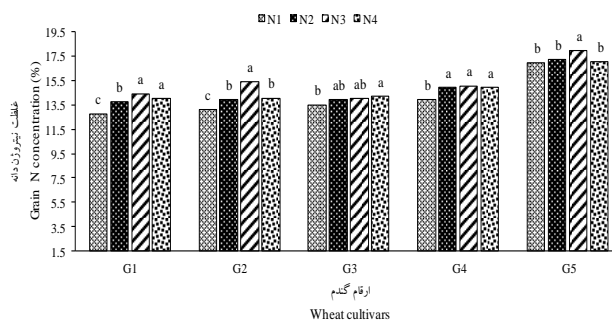 N1 N2 N3 N4
19.5
17.5
15.5
13.5
11.5
9.5
7.5
5.5
3.5
1.5
غلظت نیتروژن دانه
Grain N concentration (%)
c b a a
c b a b
b ab ab a
b a a a
b b a b
G1 G2 G3 G4 G5
ارقام گندم
Wheat cultivars